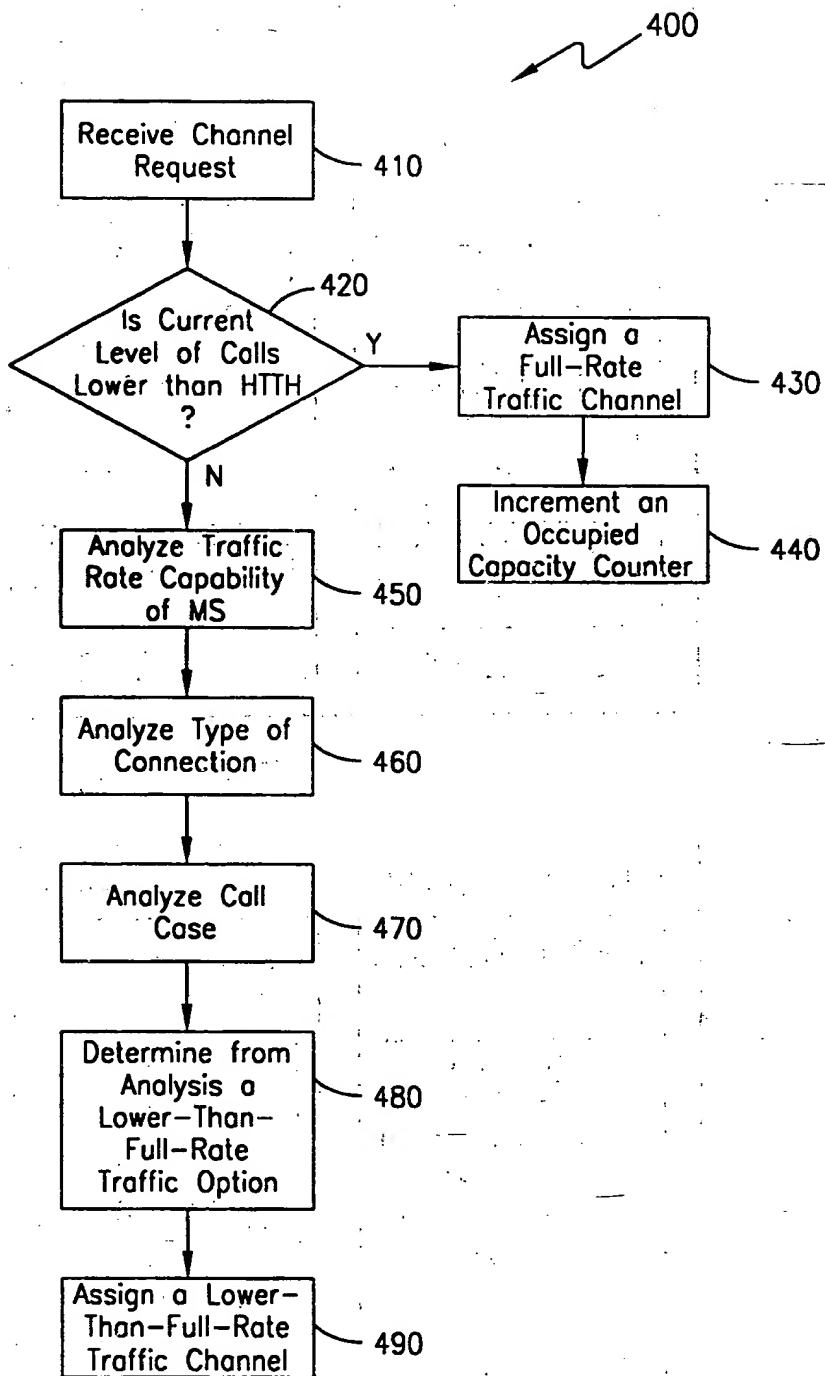 400
Receive Channel
Request
410
420
Is Current
Level of Calls
Lower than HTTH
?
Y
N
Assign a
Full-Rate
Traffic Channel
430
Increment an
Occupied
Capacity Counter
440
Analyze Traffic
Rate Capability
of MS
450
Analyze Type of
Connection
460
Analyze Call
Case
470
Determine from
Analysis a
Lower-Than-
Full-Rate
Traffic Option
480
Assign a Lower-
Than-Full-Rate
Traffic Channel
490